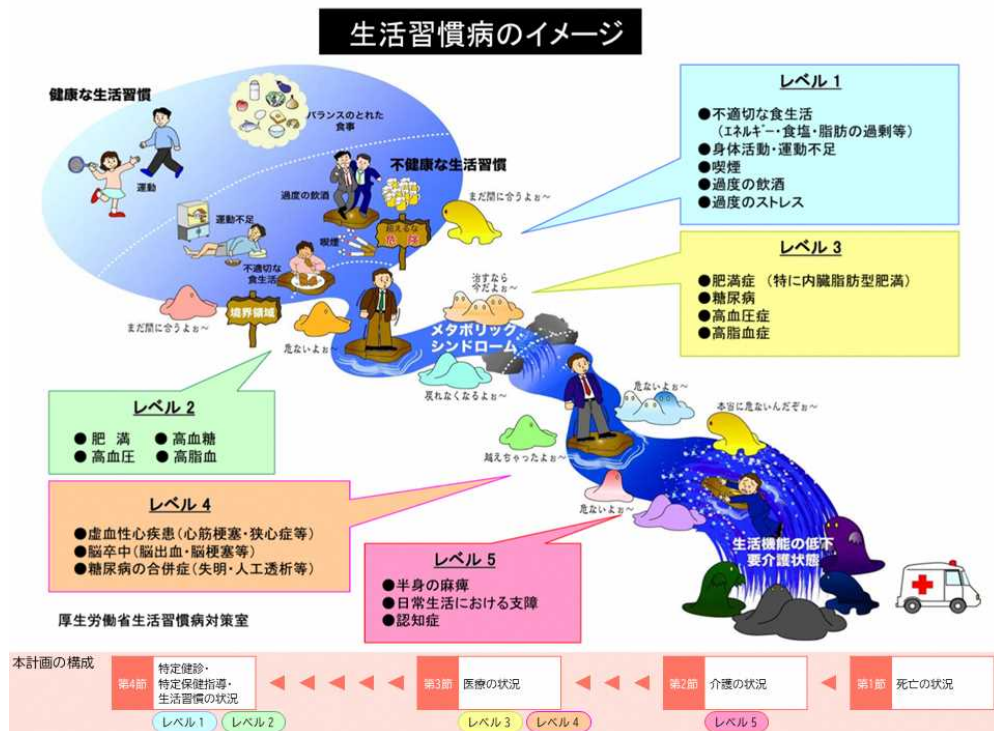 生活習慣病のイメージ
健康な生活習慣
バランスのとれた
食事
運動
不健康な生活習慣
過度の飲酒
運動不足
喫煙
超えるな
危険
不適切な
食生活
境界領域
まだ間に合うよぉ～
まだ間に合うよぉ～
危ないよぉ～
治すなら
今だよぉ～
メタボリック
シンドローム
戻れなくなるよぉ～
危ないよぉ～
本当に危ないんだぞぉ～
越えちゃったよぉ～
危ないよぉ～
生活機能の低下
要介護状態
レベル 1
●不適切な食生活
（エネルギー・食塩・脂肪の過剰等）
●身体活動・運動不足
●喫煙
●過度の飲酒
●過度のストレス
レベル 3
●肥満症 （特に内臓脂肪型肥満）
●糖尿病
●高血圧症
●高脂血症
レベル 2
● 肥 満 ● 高血糖
● 高血圧 ● 高脂血
レベル 4
●虚血性心疾患(心筋梗塞・狭心症等)
●脳卒中(脳出血・脳梗塞等)
●糖尿病の合併症(失明・人工透析等)
レベル 5
●半身の麻痺
●日常生活における支障
●認知症
厚生労働省生活習慣病対策室
本計画の構成
第4節 特定健診・
特定保健指導・
生活習慣の状況
第3節 医療の状況
第2節 介護の状況
第1節 死亡の状況
レベル 1 レベル 2 レベル 3 レベル 4 レベル 5